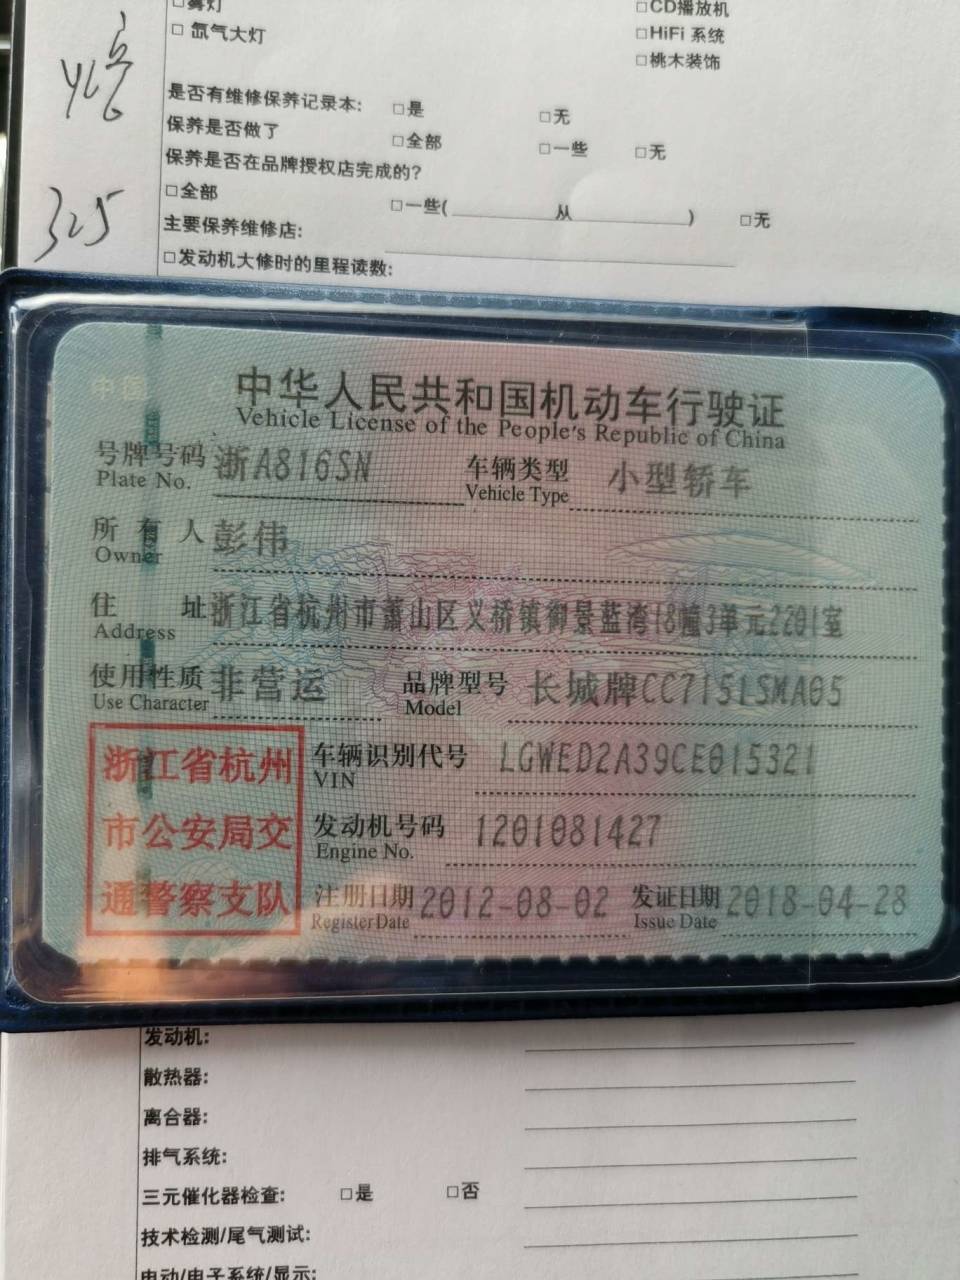 □雾灯
□CD播放机
□ 氙气大灯
□HiFi 系统
□桃木装饰
是否有维修保养记录本: □是 □无
保养是否做了 □全部 □一些 □无
保养是否在品牌授权店完成的?
□全部 □一些( 从 ) □无
325
主要保养维修店:
□发动机大修时的里程读数:
中华人民共和国机动车行驶证
Vehicle License of the People's Republic of China
号牌号码 浙A816SN 车辆类型 小型轿车
Plate No. Vehicle Type
所有人 彭伟
Owner
住址 浙江省杭州市萧山区义桥镇御景蓝湾18幢3单元2201室
Address
使用性质 非营运 品牌型号 长城牌CC7151SMA05
Use Character Model
浙江省杭州
市公安局交
通警察支队
车辆识别代号 LGWED2A39CE015321
VIN
发动机号码 1201081427
Engine No.
注册日期 2012-08-02 发证日期 2018-04-28
Register Date Issue Date
发动机:
散热器:
离合器:
排气系统:
三元催化器检查: □是 □否
技术检测/尾气测试:
电动/电子系统/显示: